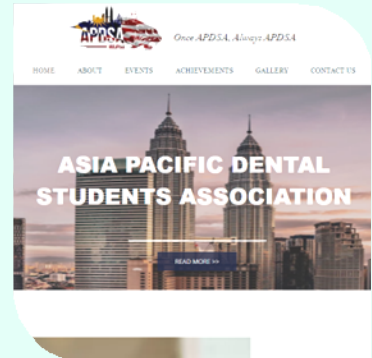 APDSA
Once APDSA, Always APDSA
HOME ABOUT EVENTS ACHIEVEMENTS GALLERY CONTACT US
ASIA PACIFIC DENTAL
STUDENTS ASSOCIATION
READ MORE >>